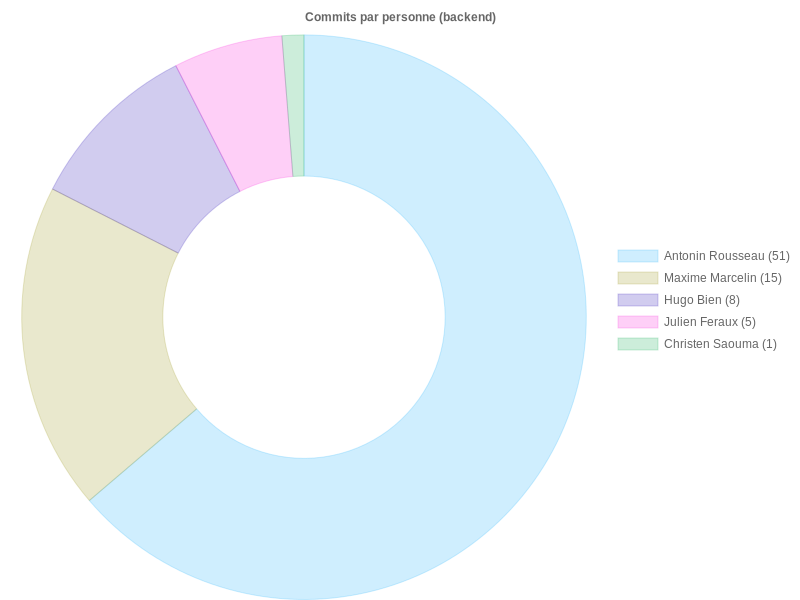 Commits par personne (backend)
Antonin Rousseau (51)
Maxime Marcelin (15)
Hugo Bien (8)
Julien Feraux (5)
Christen Saouma (1)